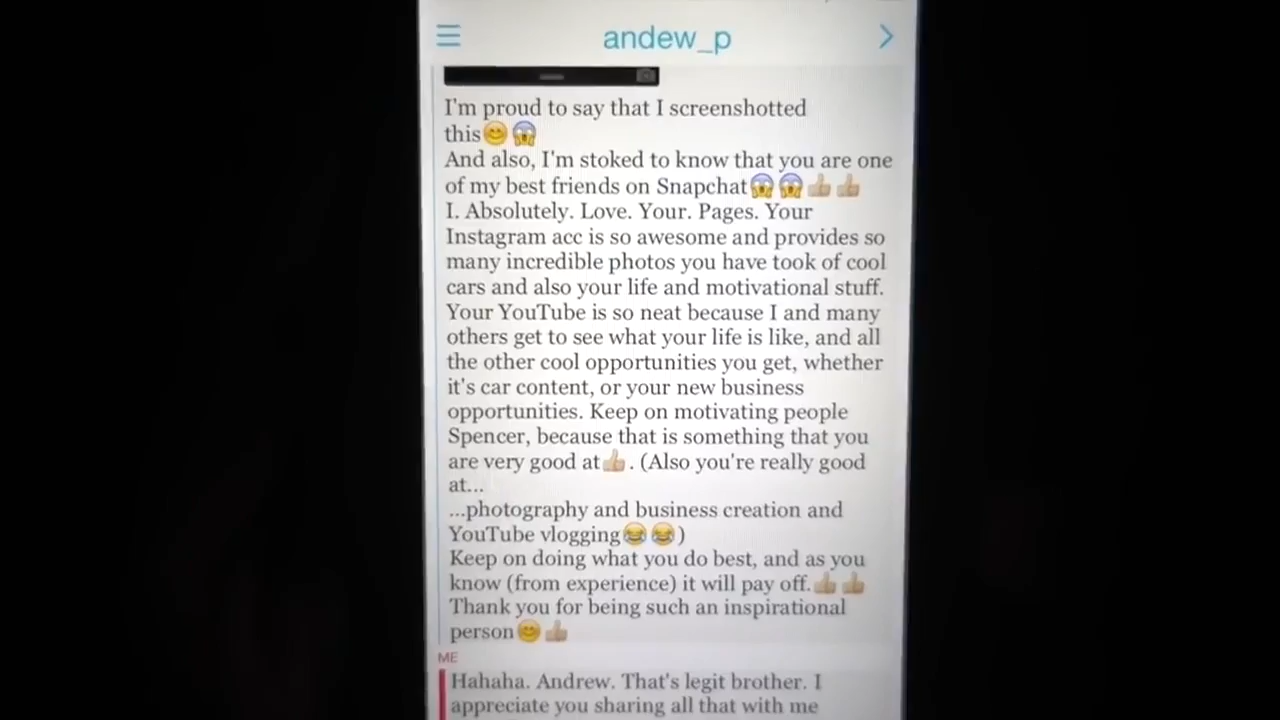 andew_p
I'm proud to say that I screenshotted
this😊😱
And also, I'm stoked to know that you are one
of my best friends on Snapchat😱😱👍🏼👍🏼
I. Absolutely. Love. Your. Pages. Your
Instagram acc is so awesome and provides so
many incredible photos you have took of cool
cars and also your life and motivational stuff.
Your YouTube is so neat because I and many
others get to see what your life is like, and all
the other cool opportunities you get, whether
it's car content, or your new business
opportunities. Keep on motivating people
Spencer, because that is something that you
are very good at👍🏼. (Also you're really good
at...
...photography and business creation and
YouTube vlogging😂😂)
Keep on doing what you do best, and as you
know (from experience) it will pay off.👍🏼👍🏼
Thank you for being such an inspirational
person😊👍🏼
ME
Hahaha. Andrew. That's legit brother. I
appreciate you sharing all that with me